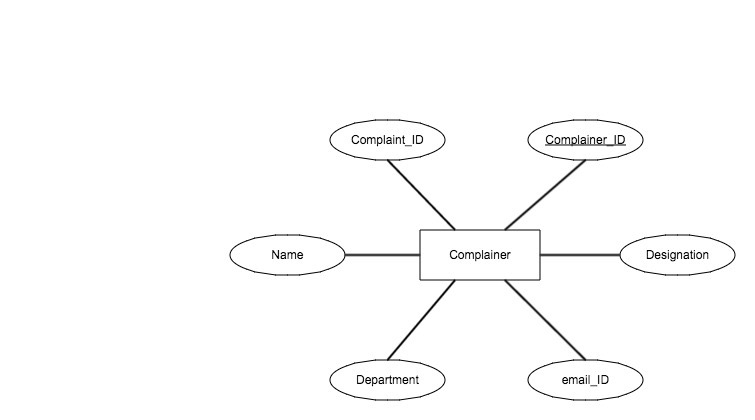 Complaint_ID
Complainer_ID
Name
Complainer
Designation
Department
email_ID